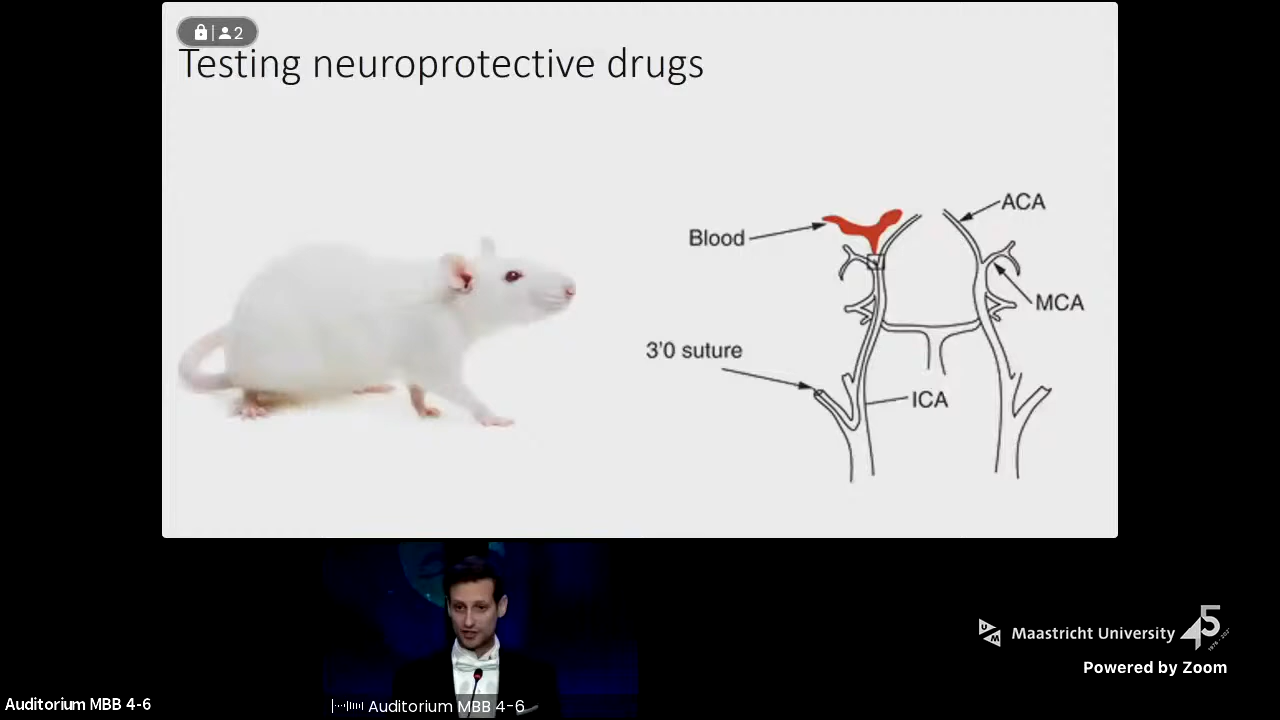 2
Testing neuroprotective drugs
ACA
Blood
MCA
3'0 suture
ICA
Maastricht University 45
Powered by Zoom
Auditorium MBB 4-6
Auditorium MBB 4-6